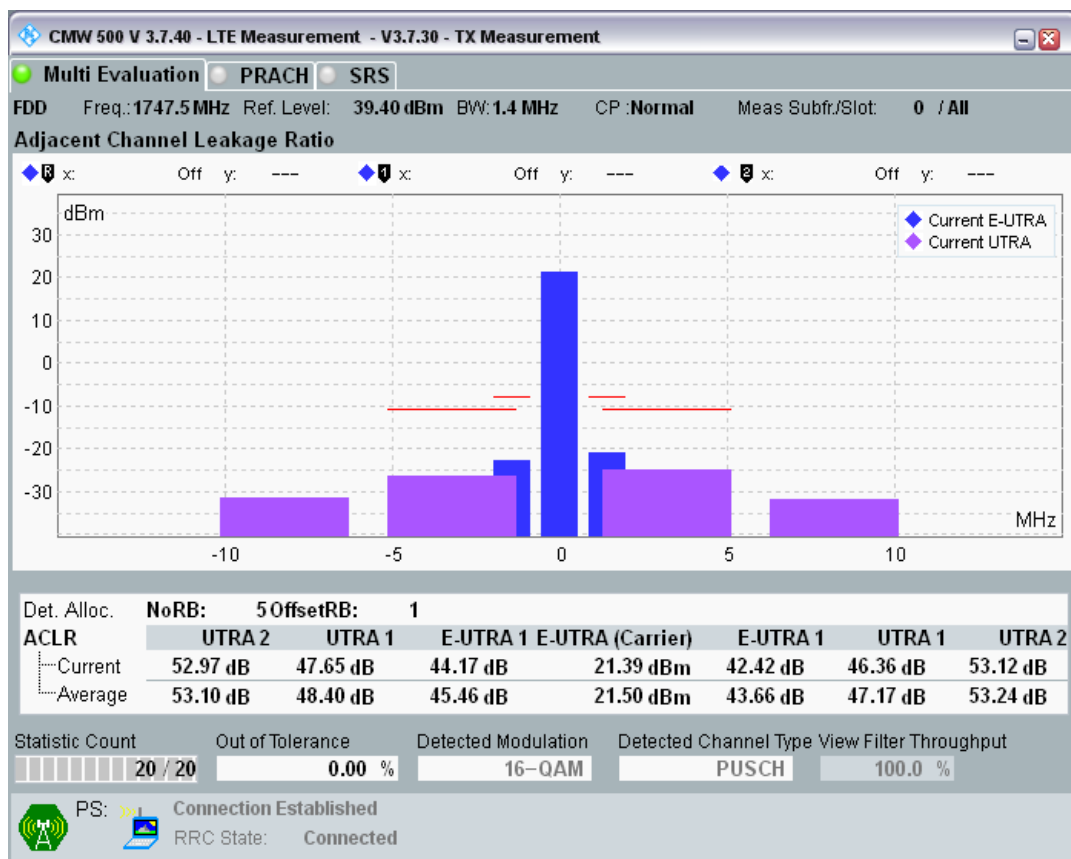 CMW 500 V 3.7.40 - LTE Measurement - V3.7.30 - TX Measurement
Multi Evaluation PRACH SRS
FDD Freq.: 1747.5 MHz Ref. Level: 39.40 dBm BW: 1.4 MHz CP : Normal Meas Subfr./Slot: 0 / All
Adjacent Channel Leakage Ratio
R x: Off y: --- 1 x: Off y: --- 2 x: Off y: ---
dBm
Current E-UTRA
Current UTRA
30
20
10
0
-10
-20
-30
MHz
-10 -5 0 5 10
Det. Alloc. NoRB: 5 OffsetRB: 1
ACLR UTRA 2 UTRA 1 E-UTRA 1 E-UTRA (Carrier) E-UTRA 1 UTRA 1 UTRA 2
Current 52.97 dB 47.65 dB 44.17 dB 21.39 dBm 42.42 dB 46.36 dB 53.12 dB
Average 53.10 dB 48.40 dB 45.46 dB 21.50 dBm 43.66 dB 47.17 dB 53.24 dB
Statistic Count Out of Tolerance Detected Modulation Detected Channel Type View Filter Throughput
20 / 20 0.00 % 16-QAM PUSCH 100.0 %
PS: Connection Established
RRC State: Connected